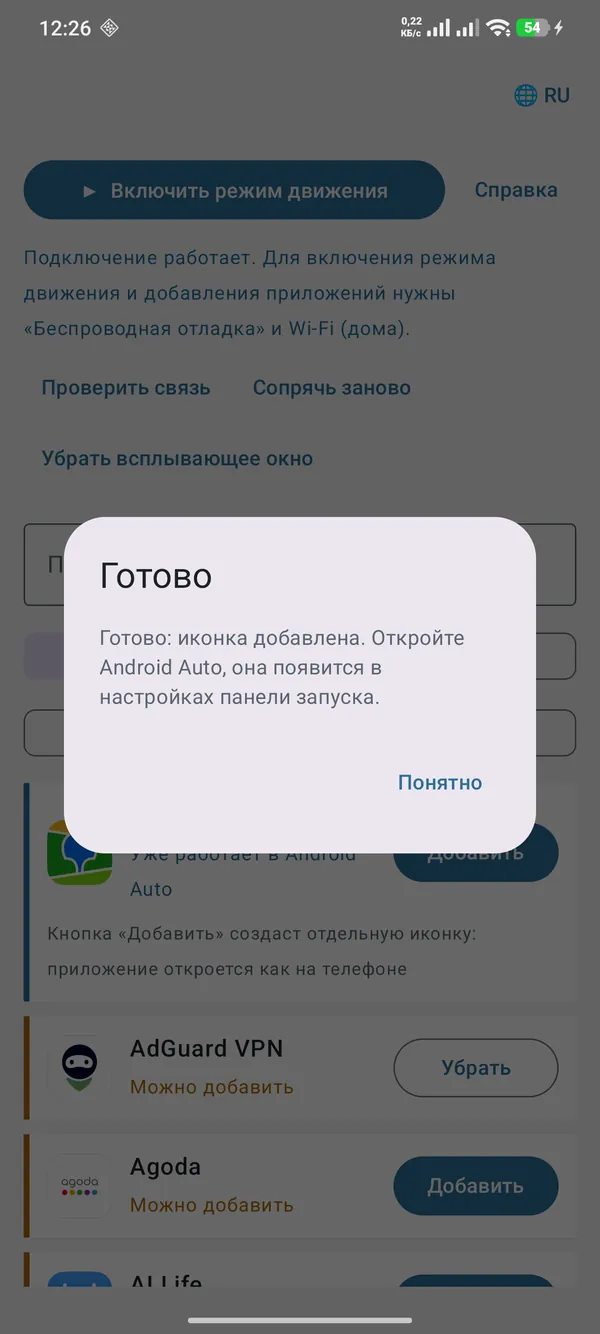 12:26
0,22
КБ/с
54
RU
Включить режим движения
Справка
Подключение работает. Для включения режима
движения и добавления приложений нужны
«Беспроводная отладка» и Wi-Fi (дома).
Проверить связь
Сопрячь заново
Убрать всплывающее окно
П
Готово
Готово: иконка добавлена. Откройте
Android Auto, она появится в
настройках панели запуска.
Понятно
Уже работает в Android
Auto
Добавить
Кнопка «Добавить» создаст отдельную иконку:
приложение откроется как на телефоне
AdGuard VPN
Можно добавить
Убрать
agoda
Agoda
Можно добавить
Добавить
AI Life